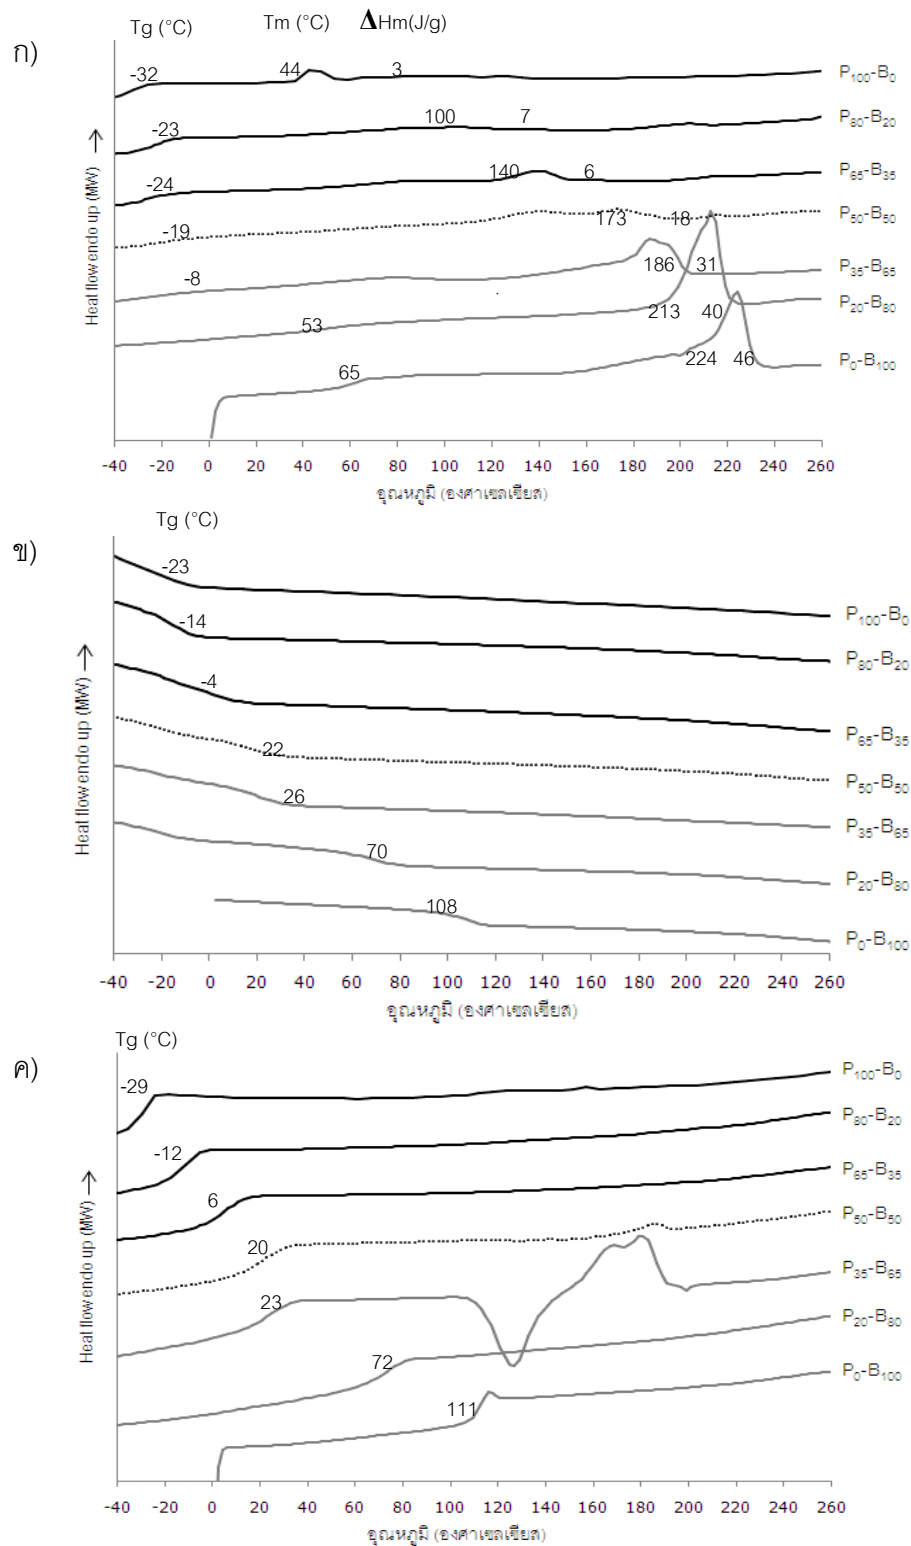 Tg (°C) Tm (°C) ΔHm(J/g)
ก)
-32 44 3 P100-B0
-23 100 7 P80-B20
-24 140 6 P65-B35
-19 173 18 P50-B50
-8 186 31 P35-B65
53 213 40 P20-B80
65 224 46 P0-B100
Heat flow endo up (MW)
-40 -20 0 20 40 60 80 100 120 140 160 180 200 220 240 260
อุณหภูมิ (องศาเซลเซียส)
Tg (°C)
ข)
-23 P100-B0
-14 P80-B20
-4 P65-B35
22 P50-B50
26 P35-B65
70 P20-B80
108 P0-B100
Heat flow endo up (MW)
-40 -20 0 20 40 60 80 100 120 140 160 180 200 220 240 260
อุณหภูมิ (องศาเซลเซียส)
Tg (°C)
ค)
-29 P100-B0
-12 P80-B20
6 P65-B35
20 P50-B50
23 P35-B65
72 P20-B80
111 P0-B100
Heat flow endo up (MW)
-40 -20 0 20 40 60 80 100 120 140 160 180 200 220 240 260
อุณหภูมิ (องศาเซลเซียส)